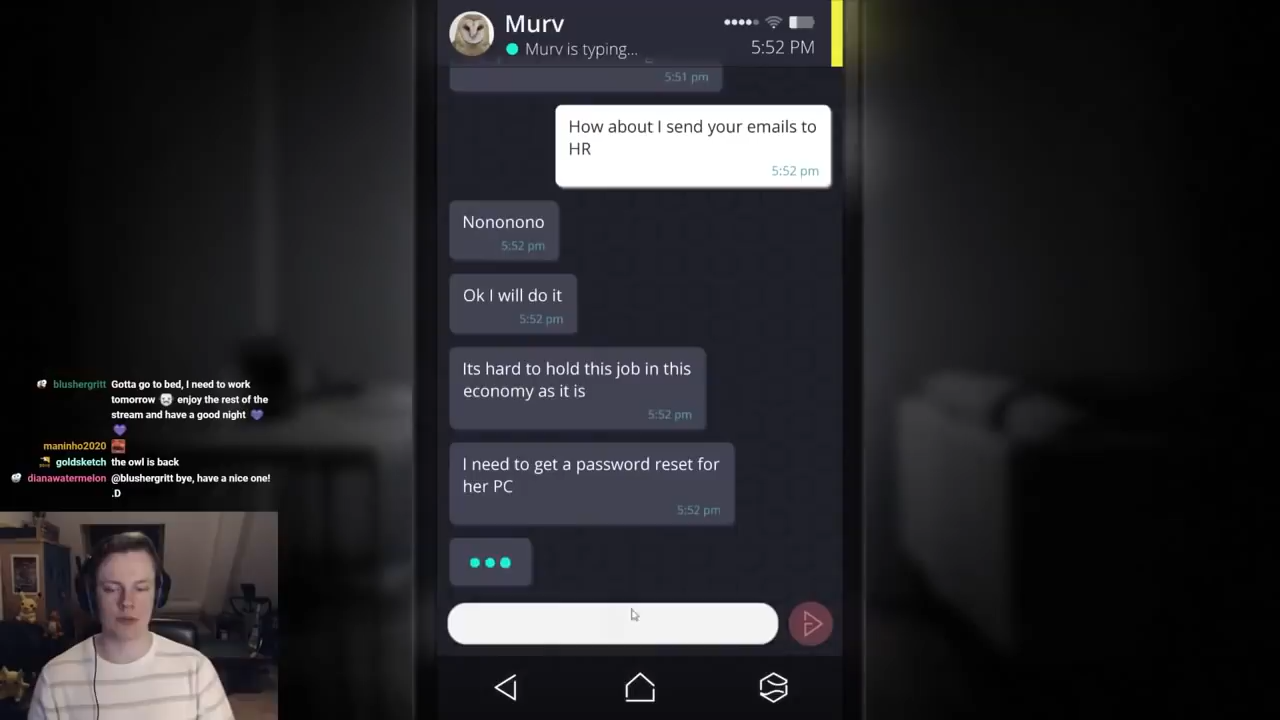 Murv
Murv is typing...
5:52 PM
5:51 pm
How about I send your emails to
HR
5:52 pm
Nononono
5:52 pm
Ok I will do it
5:52 pm
Its hard to hold this job in this
economy as it is
5:52 pm
I need to get a password reset for
her PC
5:52 pm
blushergritt Gotta go to bed, I need to work
tomorrow enjoy the rest of the
stream and have a good night
maninho2020
goldsketch the owl is back
dianawatermelon @blushergritt bye, have a nice one!
.D